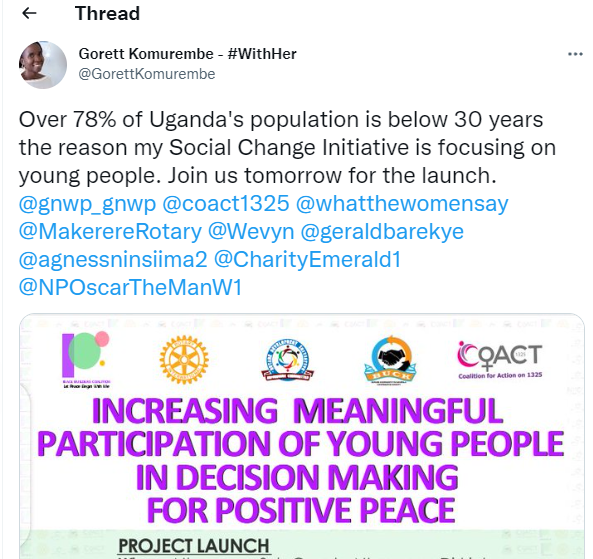 Thread
Gorett Komurembe - #WithHer
@GorettKomurembe
Over 78% of Uganda's population is below 30 years
the reason my Social Change Initiative is focusing on
young people. Join us tomorrow for the launch.
@gnwp_gnwp @coact1325 @whatthewomensay
@MakerereRotary @Wevyn @geraldbarekye
@agnessninsiima2 @CharityEmerald1
@NPOscarTheManW1
COACT
Coalition for Action on 1325
INCREASING MEANINGFUL
PARTICIPATION OF YOUNG PEOPLE
IN DECISION MAKING
FOR POSITIVE PEACE
PROJECT LAUNCH